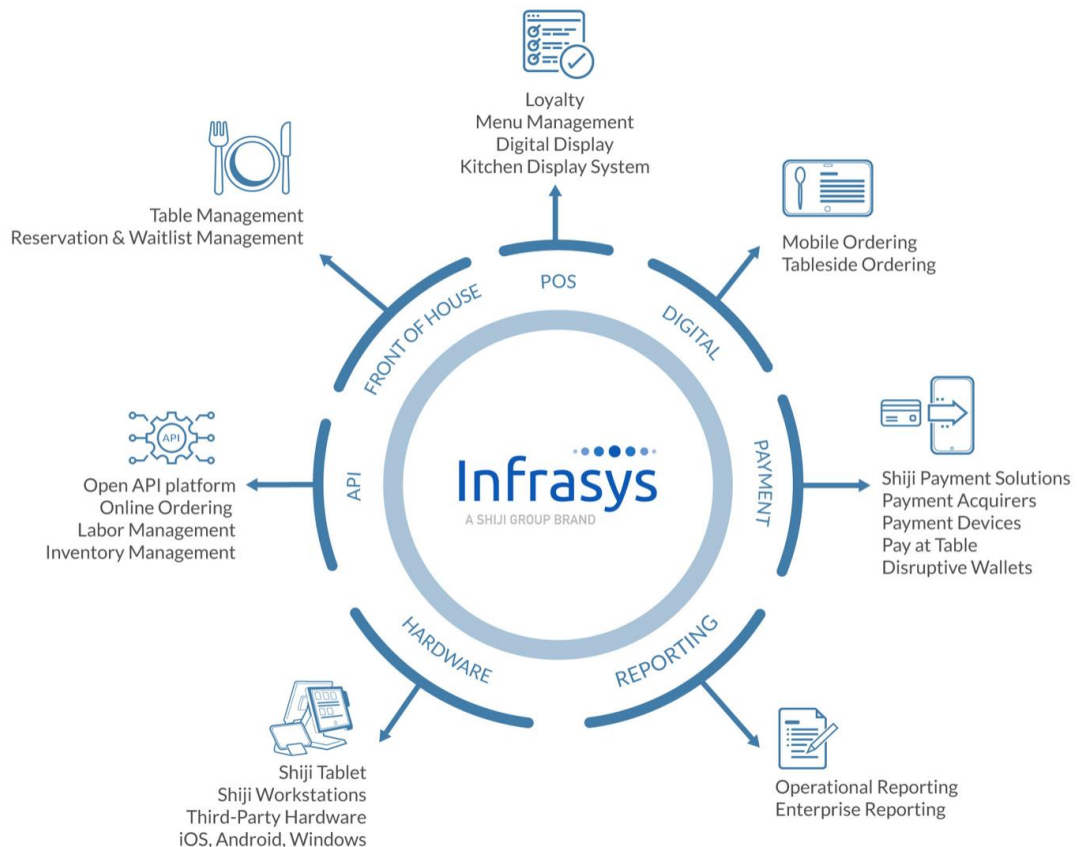 Loyalty
Menu Management
Digital Display
Kitchen Display System
Table Management
Reservation & Waitlist Management
Mobile Ordering
Tableside Ordering
POS
FRONT OF HOUSE
DIGITAL
API
Open API platform
Online Ordering
Labor Management
Inventory Management
API
Infrasys
A SHIJI GROUP BRAND
PAYMENT
Shiji Payment Solutions
Payment Acquirers
Payment Devices
Pay at Table
Disruptive Wallets
HARDWARE
REPORTING
Shiji Tablet
Shiji Workstations
Third-Party Hardware
iOS, Android, Windows
Operational Reporting
Enterprise Reporting